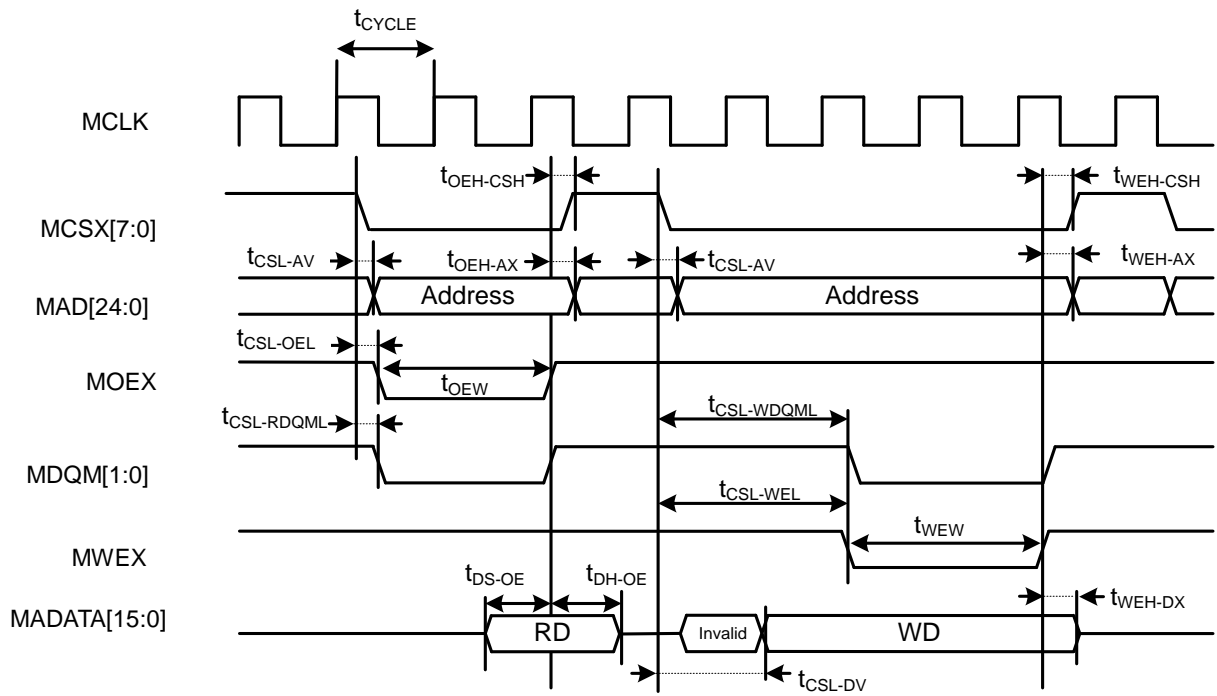 tCYCLE
MCLK
tOEH-CSH
tWEH-CSH
MCSX[7:0]
tCSL-AV
tOEH-AX
tCSL-AV
tWEH-AX
MAD[24:0]
Address
Address
tCSL-OEL
MOEX
tOEW
tCSL-RDQML
tCSL-WDQML
MDQM[1:0]
tCSL-WEL
tWEW
MWEX
tDS-OE
tDH-OE
tWEH-DX
MADATA[15:0]
RD
Invalid
WD
tCSL-DV